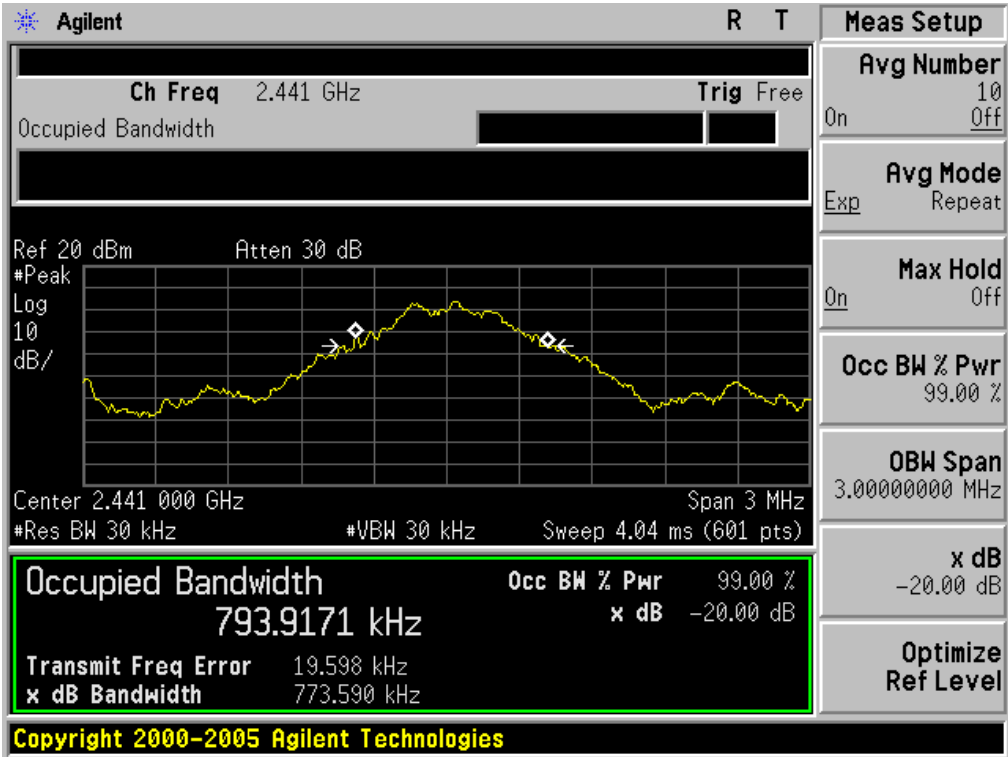 Agilent R T
Ch Freq 2.441 GHz Trig Free
Occupied Bandwidth
Ref 20 dBm Atten 30 dB
#Peak
Log
10
dB/
Center 2.441 000 GHz Span 3 MHz
#Res BW 30 kHz #VBW 30 kHz Sweep 4.04 ms (601 pts)
Occupied Bandwidth Occ BW % Pwr 99.00 %
793.9171 kHz x dB -20.00 dB
Transmit Freq Error 19.598 kHz
x dB Bandwidth 773.590 kHz
Copyright 2000-2005 Agilent Technologies
Meas Setup
Avg Number
10
On Off
Avg Mode
Exp Repeat
Max Hold
On Off
Occ BW % Pwr
99.00 %
OBW Span
3.00000000 MHz
x dB
-20.00 dB
Optimize
Ref Level